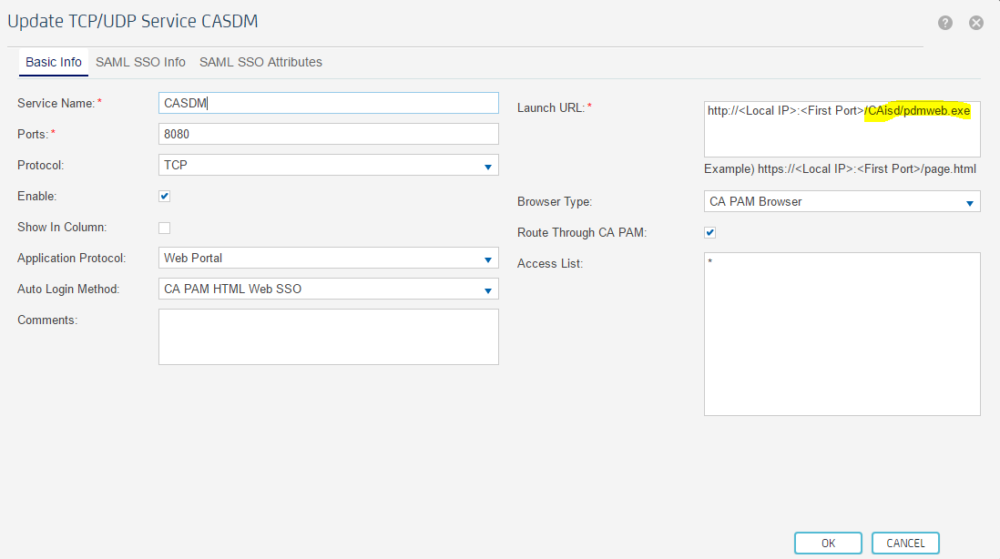 Update TCP/UDP Service CASDM
Basic Info SAML SSO Info SAML SSO Attributes
Service Name: * CASDM
Ports: * 8080
Protocol: TCP
Enable:
Show In Column:
Application Protocol: Web Portal
Auto Login Method: CA PAM HTML Web SSO
Comments:
Launch URL: * http://<Local IP>:<First Port>/CAisd/pdmweb.exe
Example) https://<Local IP>:<First Port>/page.html
Browser Type: CA PAM Browser
Route Through CA PAM:
Access List: *
OK CANCEL